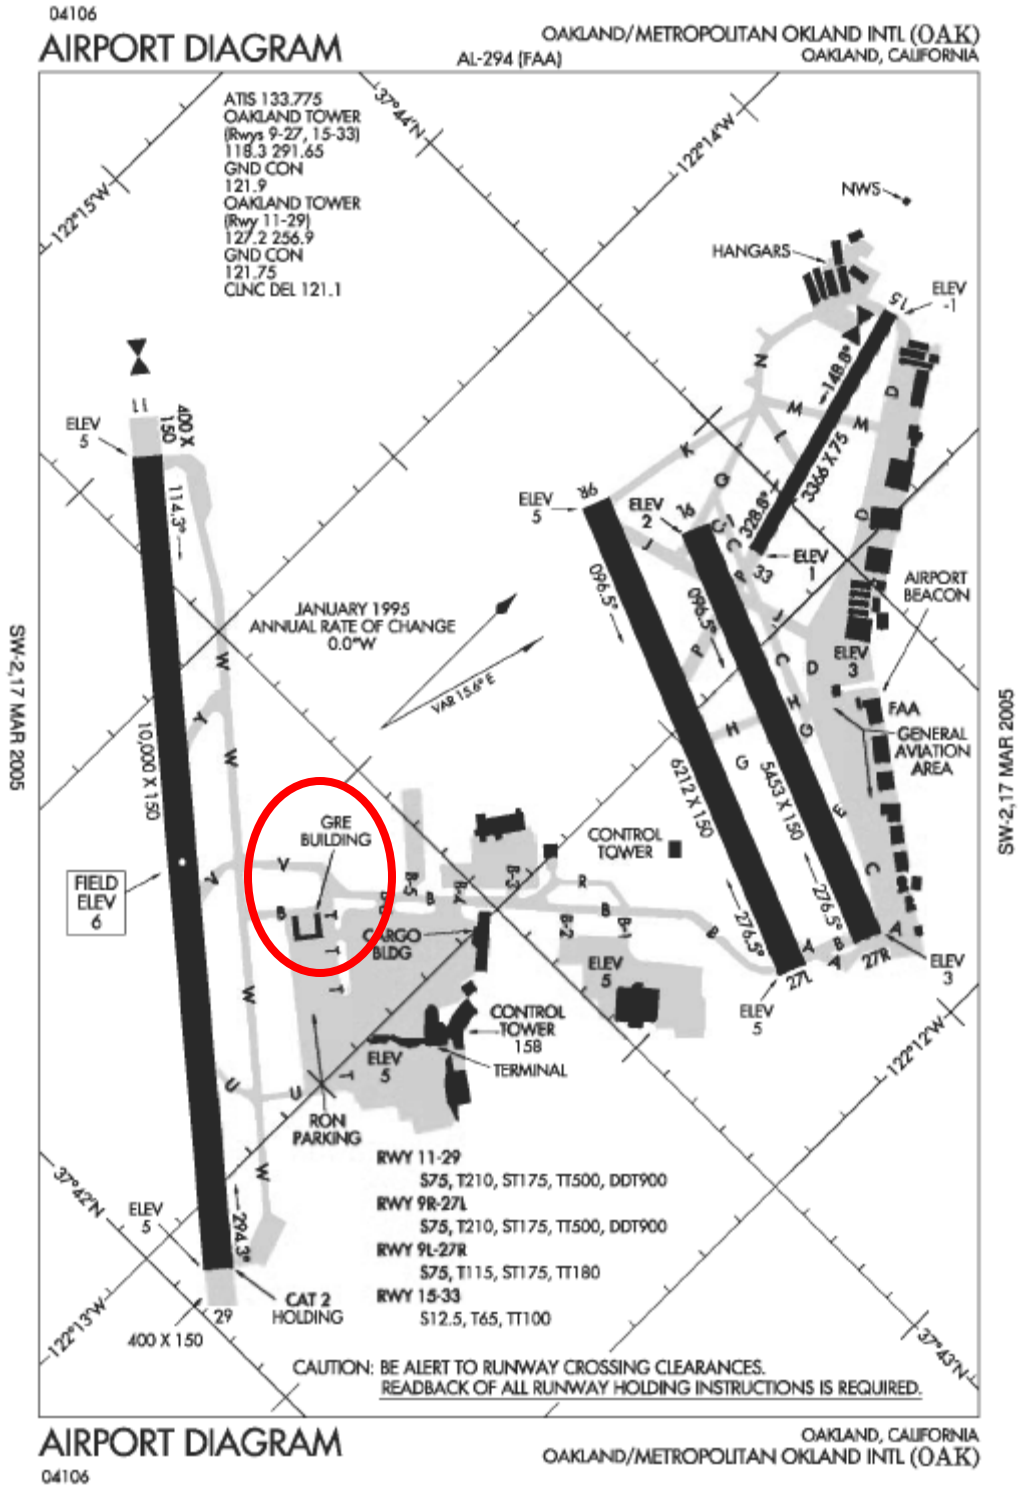 04106
AIRPORT DIAGRAM
AL-294 (FAA)
OAKLAND/METROPOLITAN OKLAND INTL (OAK)
OAKLAND, CALIFORNIA
ATIS 133.775
OAKLAND TOWER
(Rwys 9-27, 15-33)
118.3 291.65
GND CON
121.9
OAKLAND TOWER
(Rwy 11-29)
127.2 256.9
GND CON
121.75
CLNC DEL 121.1
37°44'N
122°14'W
122°15'W
NWS
HANGARS
ELEV
-1
15
148.8°
N
D
M
M
L
K
Q
3366 X 75
328.8°
33
ELEV
1
11
400 X
150
ELEV
5
114.3°
9R
ELEV
5
9L
ELEV
2
C-1
C
P
J
D
096.5°
096.5°
P
L
C
D
H
G
H
G
AIRPORT
BEACON
ELEV
3
FAA
GENERAL
AVIATION
AREA
JANUARY 1995
ANNUAL RATE OF CHANGE
0.0°W
VAR 15.6° E
W
Y
W
10,000 X 150
6212 X 150
5453 X 150
E
C
SW-2,17 MAR 2005
SW-2,17 MAR 2005
GRE
BUILDING
CONTROL
TOWER
V
V
B-5
B-4
B-3
R
B
B
B
B
B-2
B-1
B
T
T
T
CARGO
BLDG
FIELD
ELEV
6
276.5°
276.5°
27L
27R
A
B
A
A
ELEV
3
ELEV
5
ELEV
5
W
CONTROL
TOWER
158
TERMINAL
ELEV
5
U
U
T
RON
PARKING
122°12'W
W
37°42'N
ELEV
5
294.3°
CAT 2
HOLDING
29
400 X 150
122°13'W
37°43'N
RWY 11-29
S75, T210, ST175, TT500, DDT900
RWY 9R-27L
S75, T210, ST175, TT500, DDT900
RWY 9L-27R
S75, T115, ST175, TT180
RWY 15-33
S12.5, T65, TT100
CAUTION: BE ALERT TO RUNWAY CROSSING CLEARANCES.
READBACK OF ALL RUNWAY HOLDING INSTRUCTIONS IS REQUIRED.
AIRPORT DIAGRAM
04106
OAKLAND, CALIFORNIA
OAKLAND/METROPOLITAN OKLAND INTL (OAK)